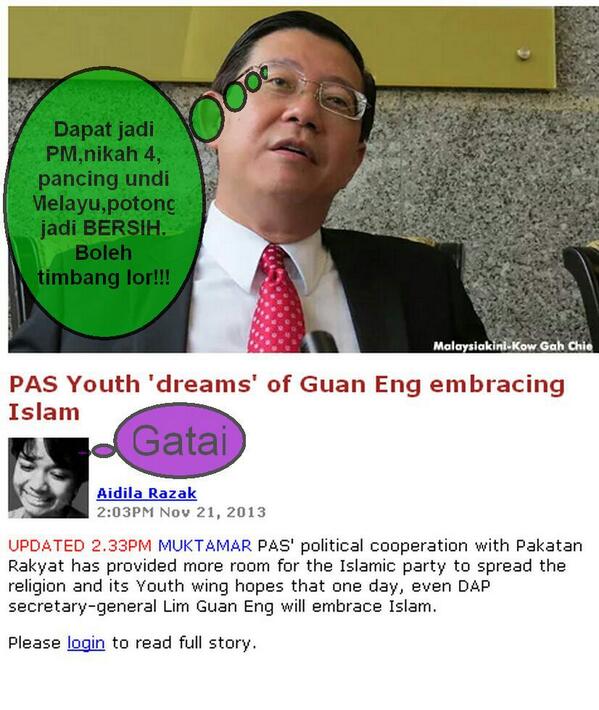 Dapat jadi
PM,nikah 4,
pancing undi
Melayu,potong
jadi BERSIH.
Boleh
timbang lor!!!
Malaysiakini-Kow Gah Chie
PAS Youth 'dreams' of Guan Eng embracing
Islam
Gatai
Aidila Razak
2:03PM Nov 21, 2013
UPDATED 2.33PM MUKTAMAR PAS' political cooperation with Pakatan
Rakyat has provided more room for the Islamic party to spread the
religion and its Youth wing hopes that one day, even DAP
secretary-general Lim Guan Eng will embrace Islam.
Please login to read full story.